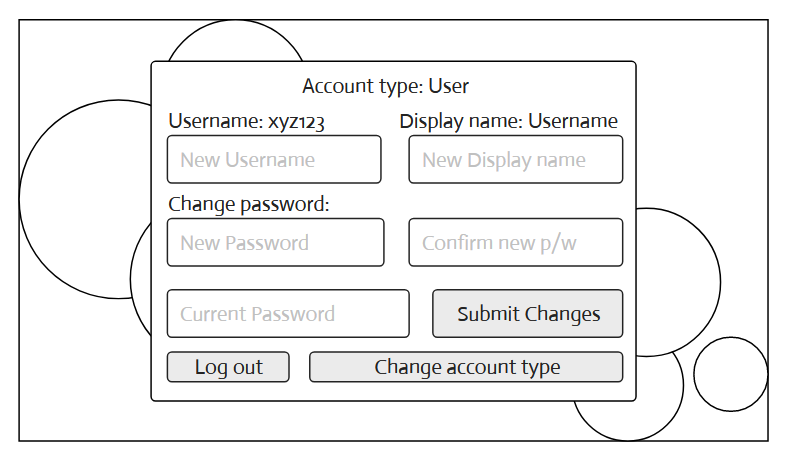 Account type: User
Username: xyz123
Display name: Username
New Username
New Display name
Change password:
New Password
Confirm new p/w
Current Password
Submit Changes
Log out
Change account type